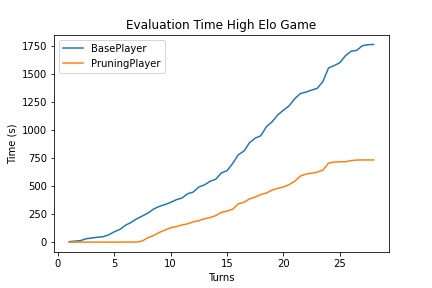 Evaluation Time High Elo Game
BasePlayer
PruningPlayer
1750
1500
1250
1000
750
500
250
0
Time (s)
0 5 10 15 20 25
Turns